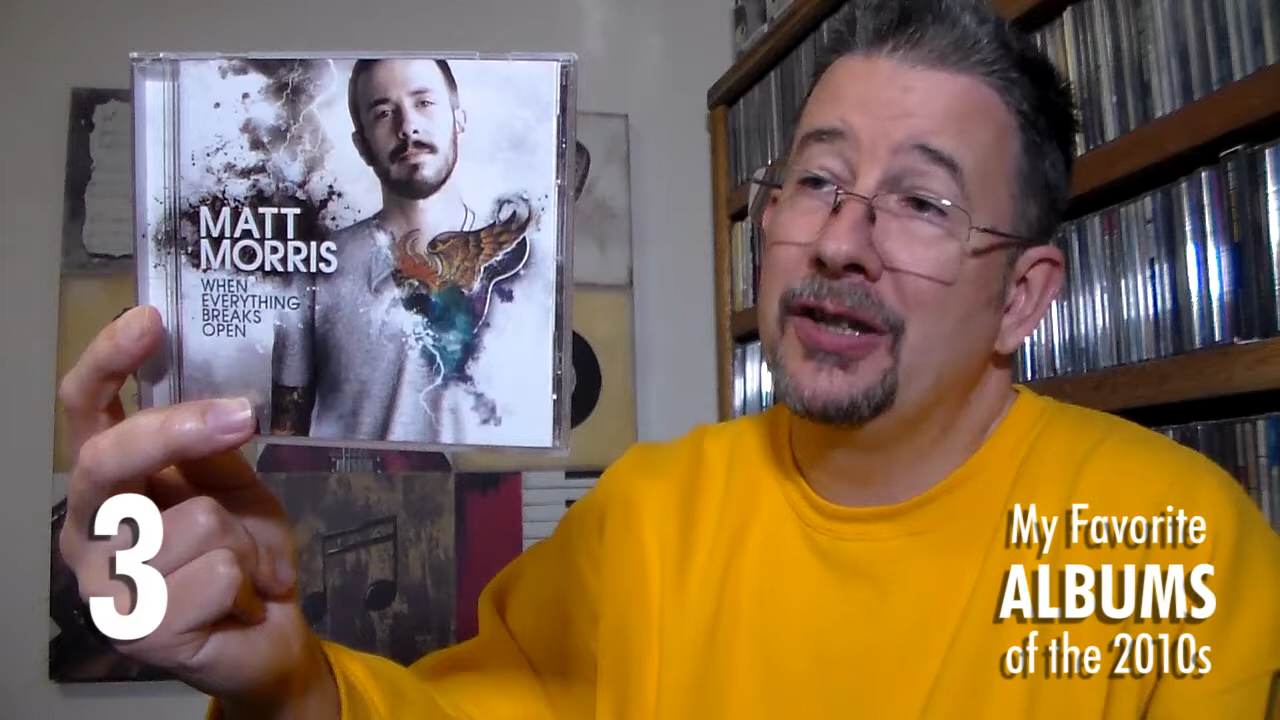 MATT
MORRIS
WHEN
EVERYTHING
BREAKS
OPEN
3
My Favorite
ALBUMS
of the 2010s